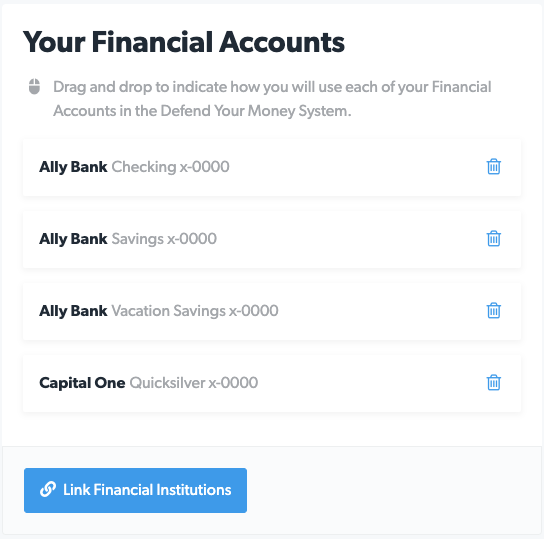 Your Financial Accounts
Drag and drop to indicate how you will use each of your Financial
Accounts in the Defend Your Money System.
Ally Bank Checking x-0000
Ally Bank Savings x-0000
Ally Bank Vacation Savings x-0000
Capital One Quicksilver x-0000
Link Financial Institutions